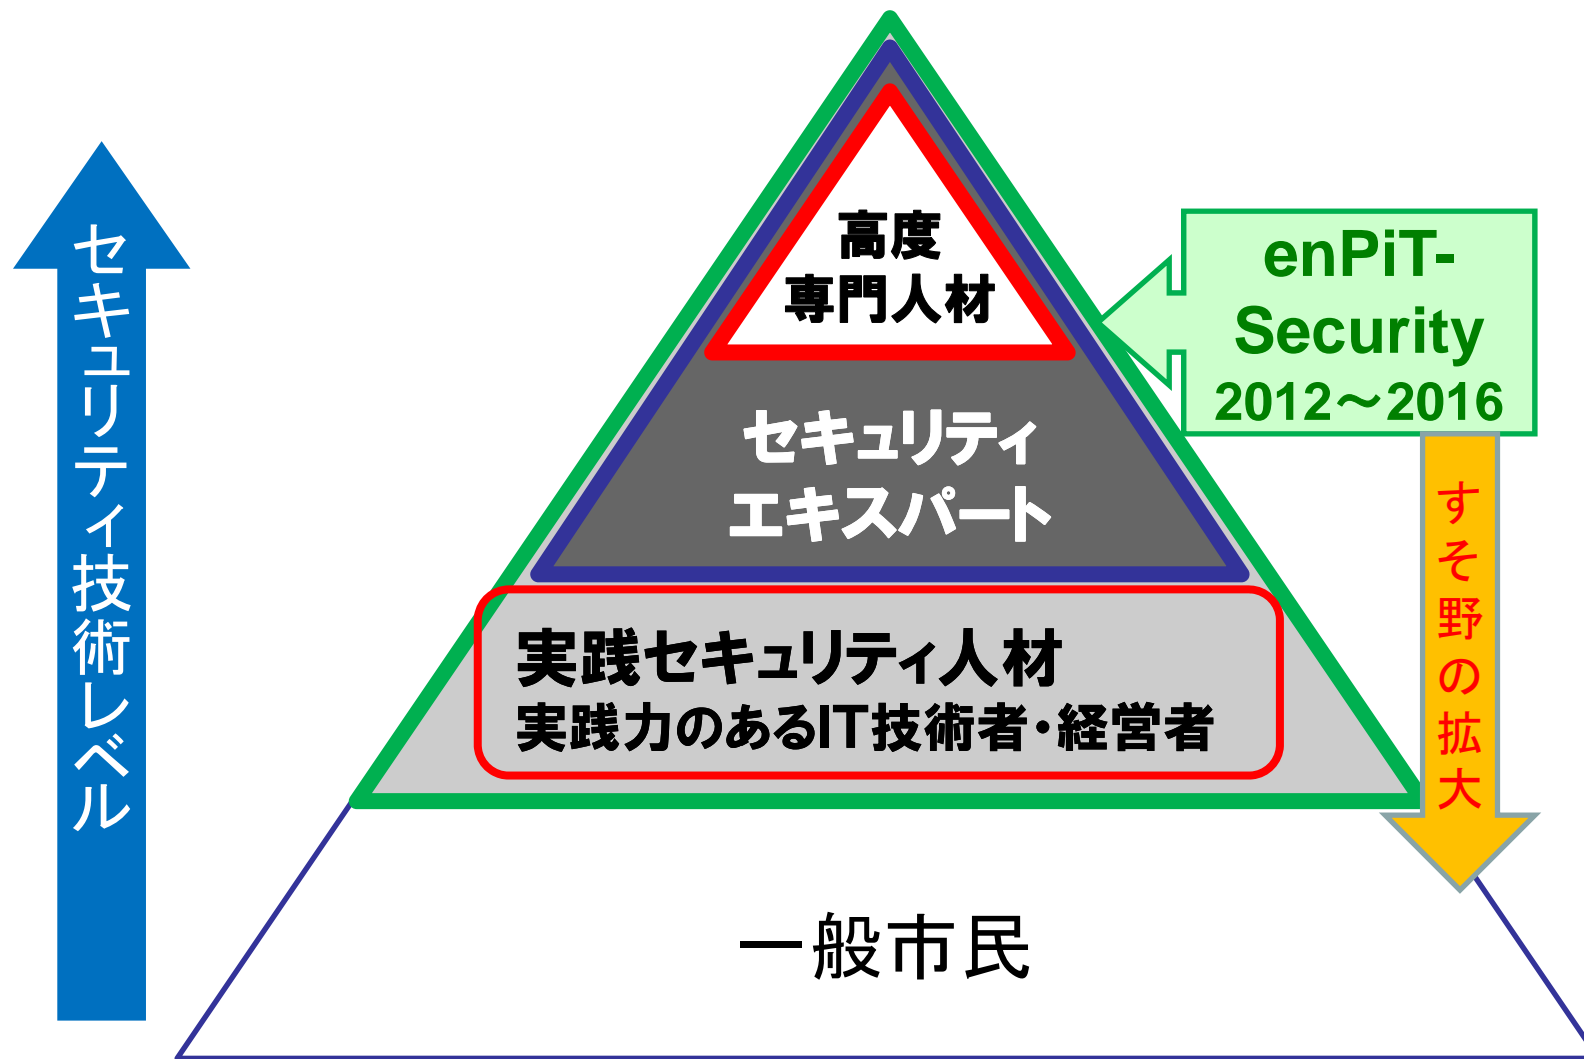 セキュリティ技術レベル
高度
専門人材
セキュリティ
エキスパート
実践セキュリティ人材
実践力のあるIT技術者・経営者
一般市民
enPiT-
Security
2012～2016
すそ野の拡大